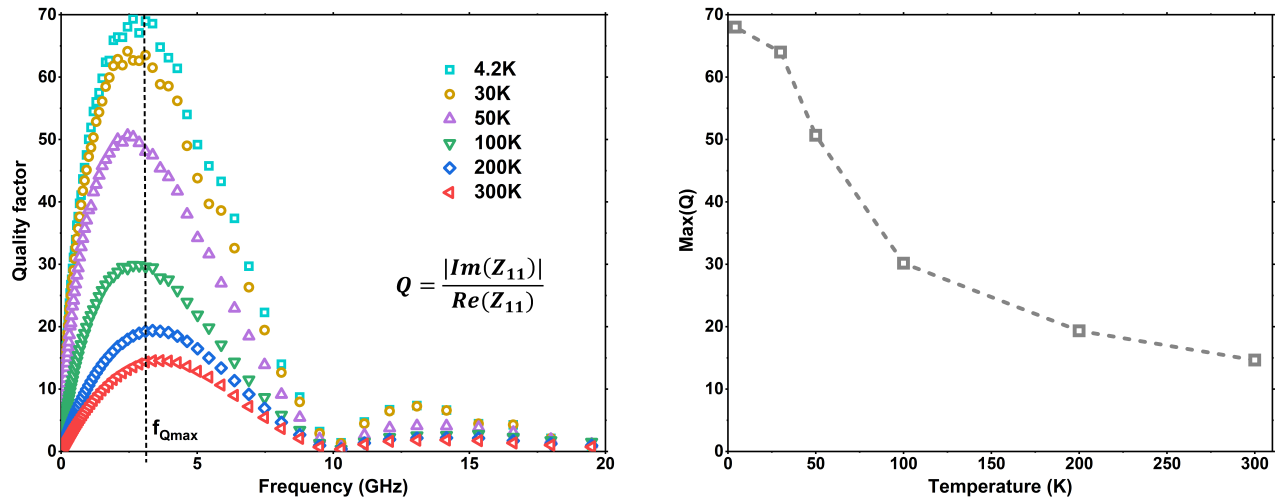 70
60
50
40
30
20
10
0
0
5
10
15
20
Quality factor
Frequency (GHz)
4.2K
30K
50K
100K
200K
300K
Q = |Im(Z11)| / Re(Z11)
fQmax
70
60
50
40
30
20
10
0
0
50
100
150
200
250
300
Max(Q)
Temperature (K)